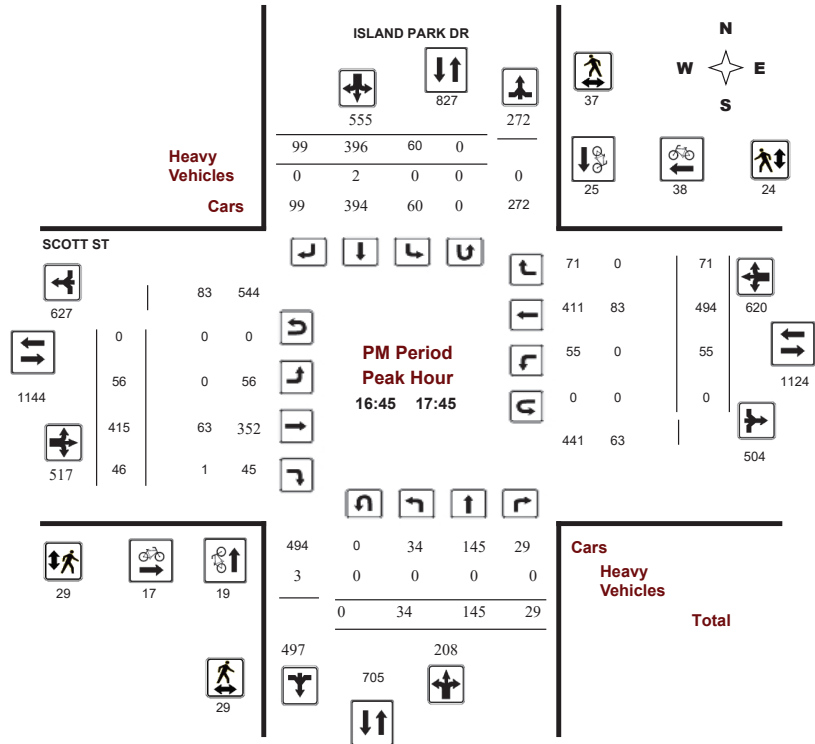 N
ISLAND PARK DR
W E
827
37
S
555 272
99 396 60 0
Heavy
Vehicles
0 2 0 0 0
25 38 24
Cars
99 394 60 0 272
SCOTT ST
71 0 71
83 544
627
411 83 494 620
0 0 0
PM Period
55 0 55
Peak Hour
56 0 56
1124
1144
16:45 17:45
0 0 0
415 63 352
441 63
504
517
46 1 45
494 0 34 145 29
Cars
3 0 0 0 0
Heavy
Vehicles
29 17 19
0 34 145 29
Total
497 208
705
29